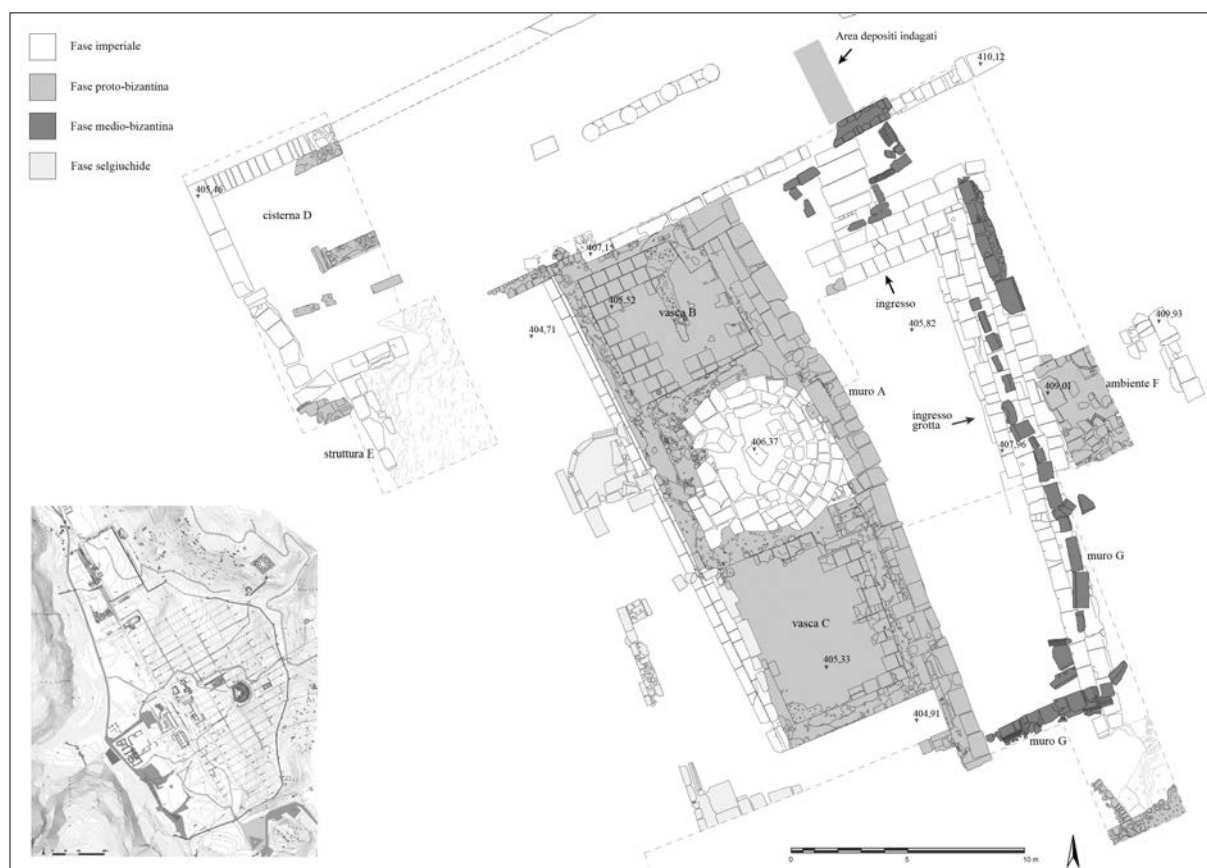 Fase imperiale
Fase proto-bizantina
Fase medio-bizantina
Fase selgiuchide
Area depositi indagati
410,12
405,46
cisterna D
407,15
405,52
vasca B
404,71
ingresso
405,82
409,93
409,01
ambiente F
muro A
ingresso
grotta
407,96
406,37
struttura E
muro G
vasca C
405,33
404,91
muro G
0
5
10 m